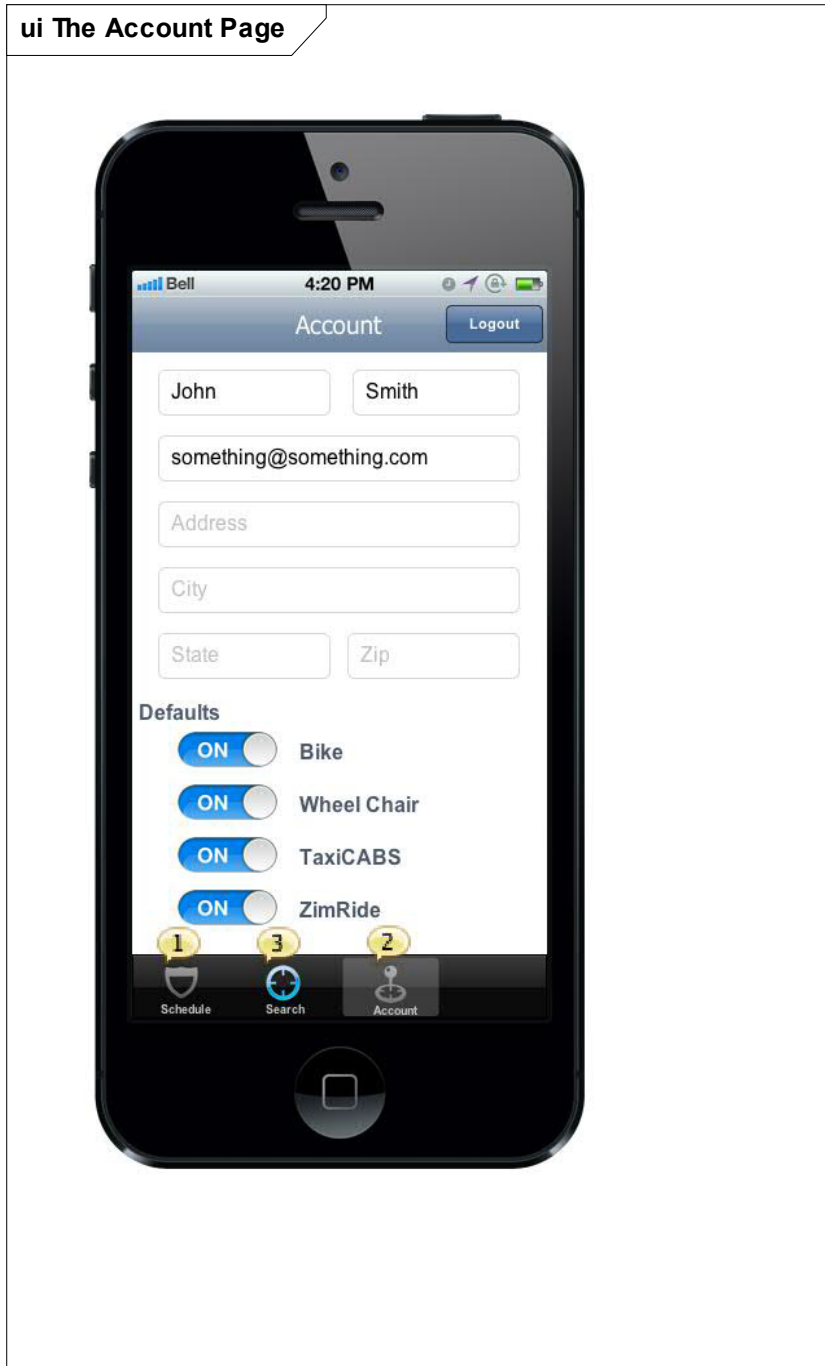 ui The Account Page
Bell 4:20 PM
Account Logout
John Smith
something@something.com
Address
City
State Zip
Defaults
ON Bike
ON Wheel Chair
ON TaxiCABS
ON ZimRide
1 3 2
Schedule Search Account